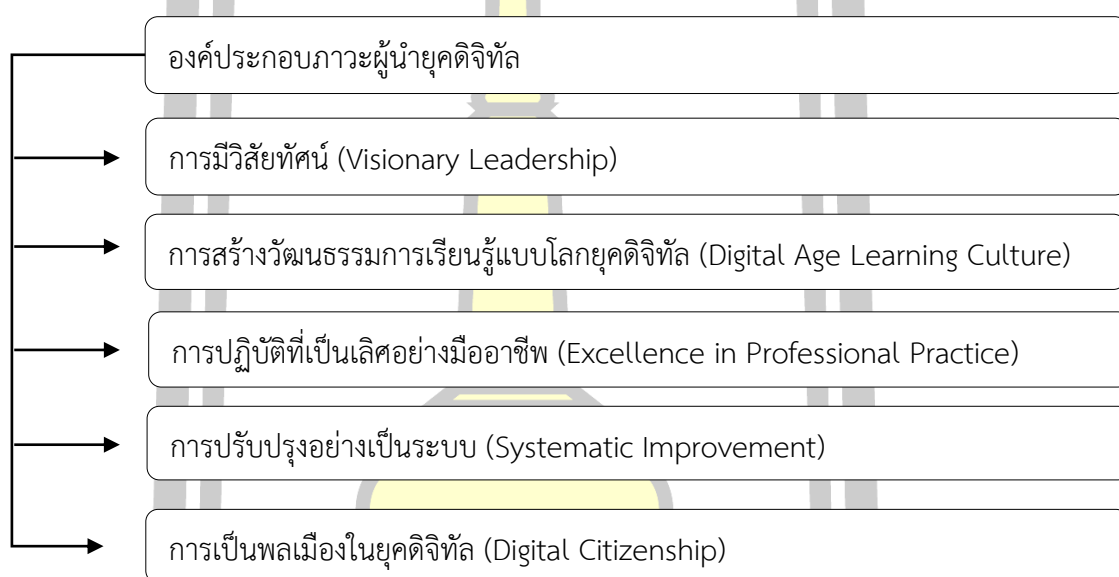 องค์ประกอบภาวะผู้นำยุคดิจิทัล
การมีวิสัยทัศน์ (Visionary Leadership)
การสร้างวัฒนธรรมการเรียนรู้แบบโลกยุคดิจิทัล (Digital Age Learning Culture)
การปฏิบัติที่เป็นเลิศอย่างมืออาชีพ (Excellence in Professional Practice)
การปรับปรุงอย่างเป็นระบบ (Systematic Improvement)
การเป็นพลเมืองในยุคดิจิทัล (Digital Citizenship)